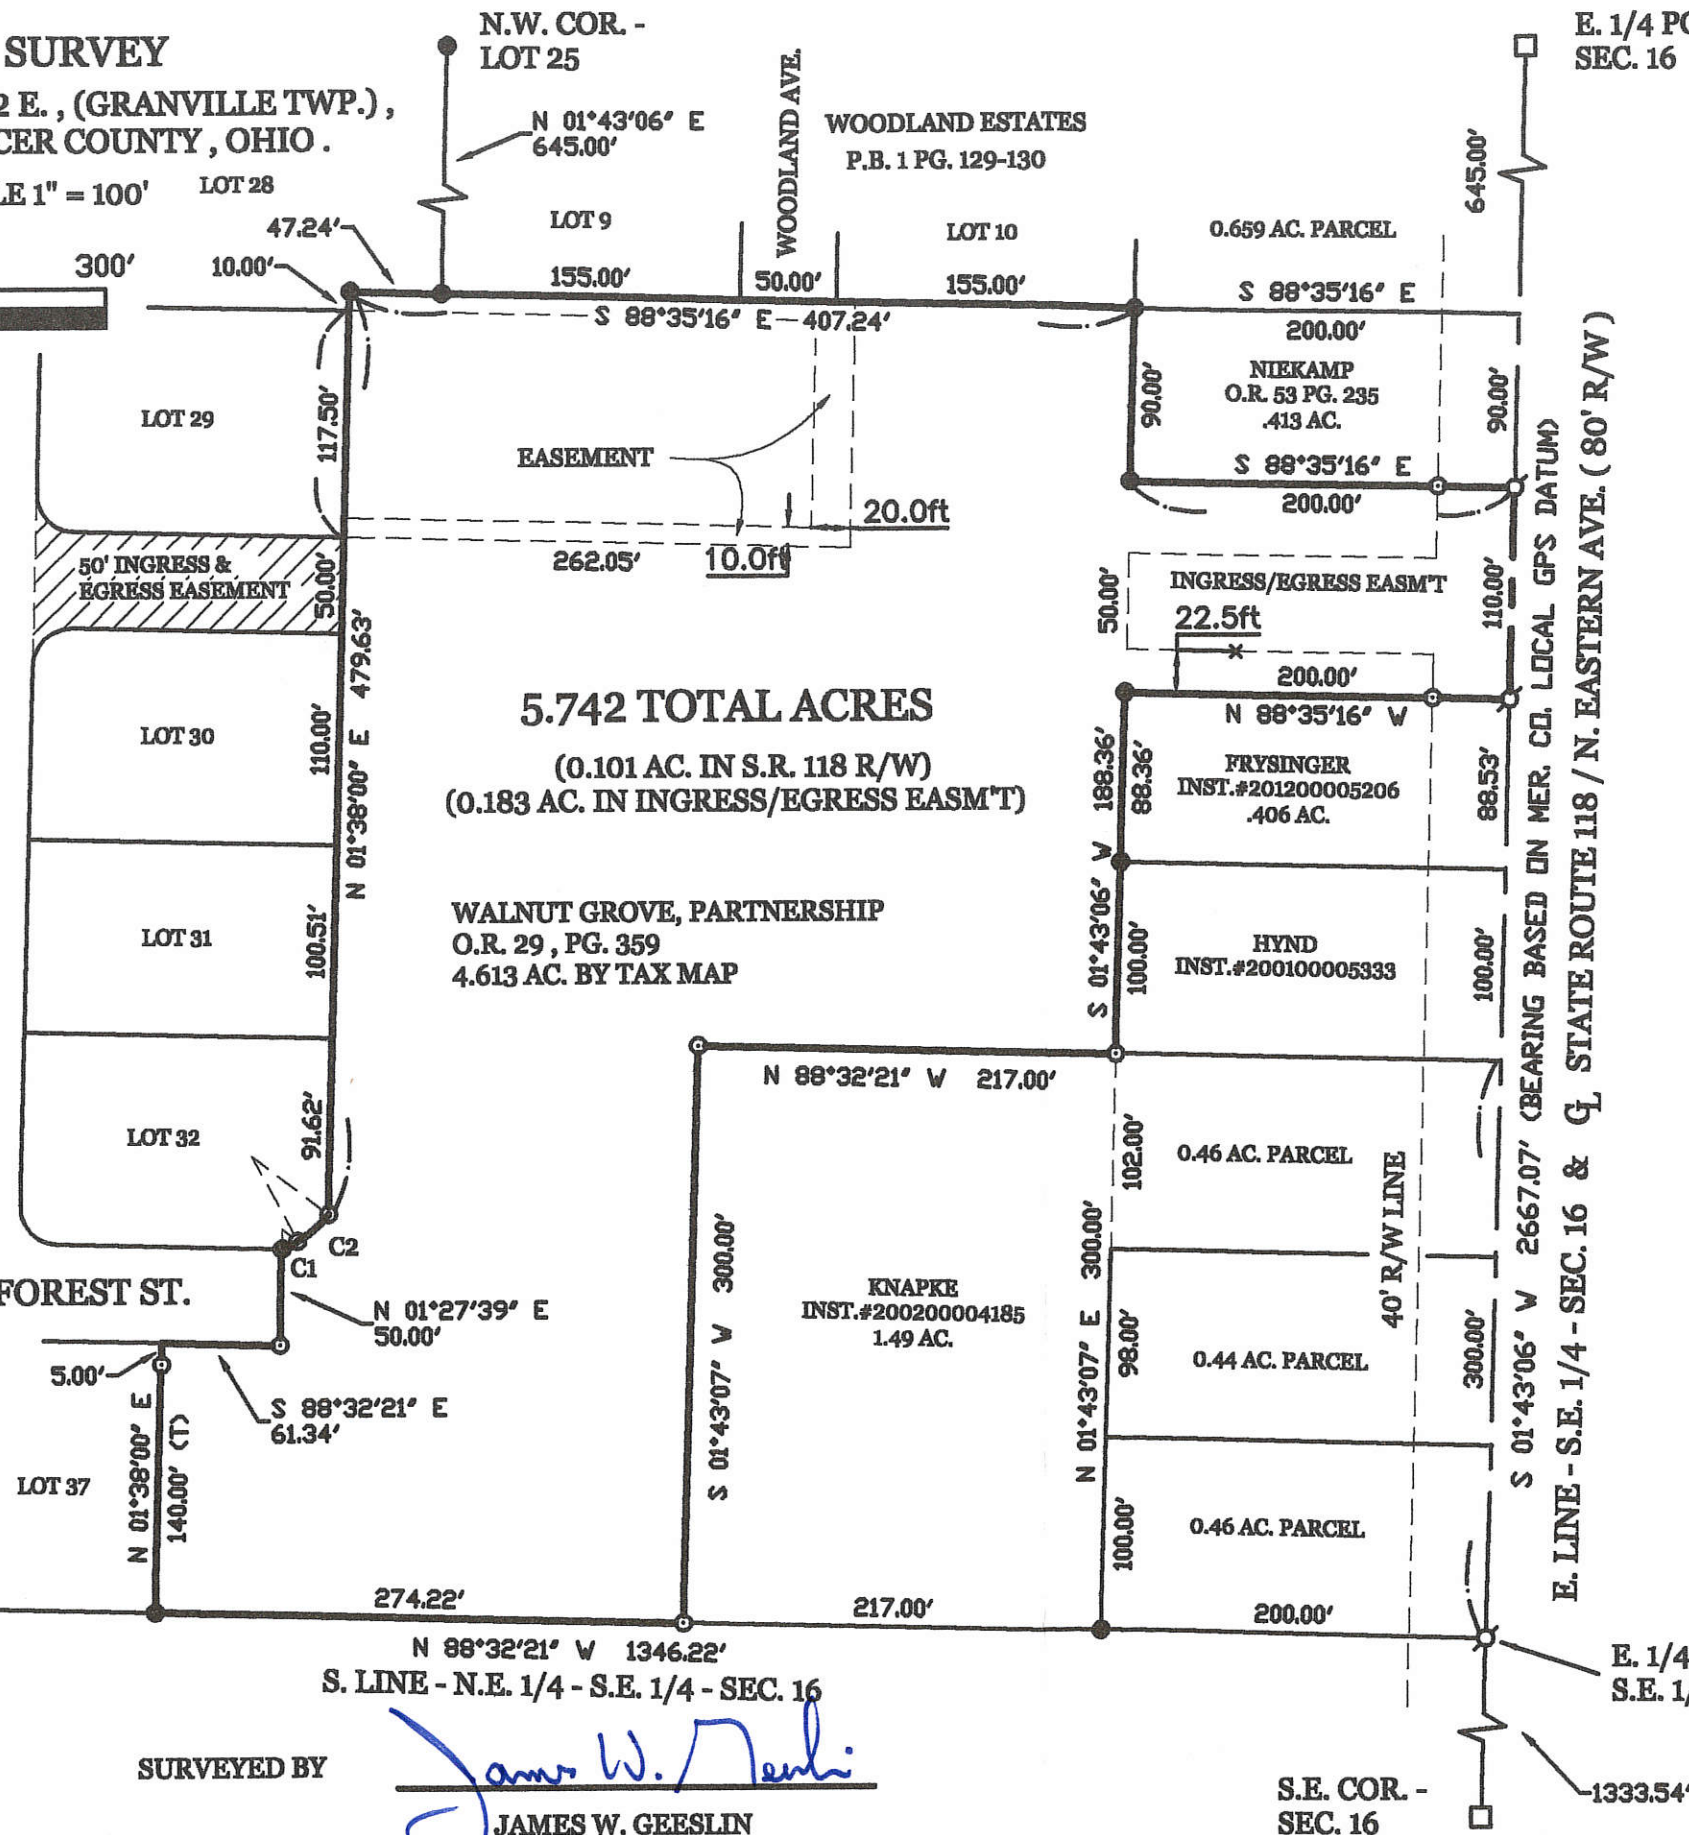 SURVEY
2 E. , (GRANVILLE TWP.) ,
CER COUNTY , OHIO .
LE 1" = 100'
300'
N.W. COR. -
LOT 25
N 01°43'06" E
645.00'
WOODLAND AVE.
WOODLAND ESTATES
P.B. 1 PG. 129-130
E. 1/4 PO
SEC. 16
645.00'
LOT 28
47.24'
10.00'
LOT 9
155.00'
50.00'
LOT 10
155.00'
0.659 AC. PARCEL
S 88°35'16" E
200.00'
S 88°35'16" E - 407.24'
NIEKAMP
O.R. 53 PG. 235
.413 AC.
90.00'
90.00'
S 88°35'16" E
200.00'
LOT 29
117.50'
EASEMENT
20.0ft
10.0ft
262.05'
50' INGRESS &
EGRESS EASEMENT
50.00'
INGRESS/EGRESS EASM'T
50.00'
22.5ft
110.00'
200.00'
N 88°35'16" W
N 01°38'00" E 479.63'
5.742 TOTAL ACRES
(0.101 AC. IN S.R. 118 R/W)
(0.183 AC. IN INGRESS/EGRESS EASM'T)
LOT 30
110.00'
S 01°43'06" W 188.36'
88.36'
FRYSINGER
INST.#201200005206
.406 AC.
88.53'
WALNUT GROVE, PARTNERSHIP
O.R. 29 , PG. 359
4.613 AC. BY TAX MAP
LOT 31
100.51'
100.00'
HYND
INST.#200100005333
100.00'
N 88°32'21" W 217.00'
LOT 32
91.62'
C2
C1
102.00'
0.46 AC. PARCEL
40' R/W LINE
FOREST ST.
N 01°27'39" E
50.00'
5.00'
S 88°32'21" E
61.34'
S 01°43'07" W 300.00'
KNAPKE
INST.#200200004185
1.49 AC.
N 01°43'07" E 300.00'
98.00'
0.44 AC. PARCEL
300.00'
LOT 37
N 01°38'00" E
140.00' (T)
100.00'
0.46 AC. PARCEL
S 01°43'06" W 2667.07' (BEARING BASED ON MER. CO. LOCAL GPS DATUM)
E. LINE - S.E. 1/4 - SEC. 16 & ℄ STATE ROUTE 118 / N. EASTERN AVE. ( 80' R/W )
274.22'
217.00'
200.00'
N 88°32'21" W 1346.22'
S. LINE - N.E. 1/4 - S.E. 1/4 - SEC. 16
E. 1/4
S.E. 1/
SURVEYED BY
James W. Geeslin
JAMES W. GEESLIN
S.E. COR. -
SEC. 16
1333.54'